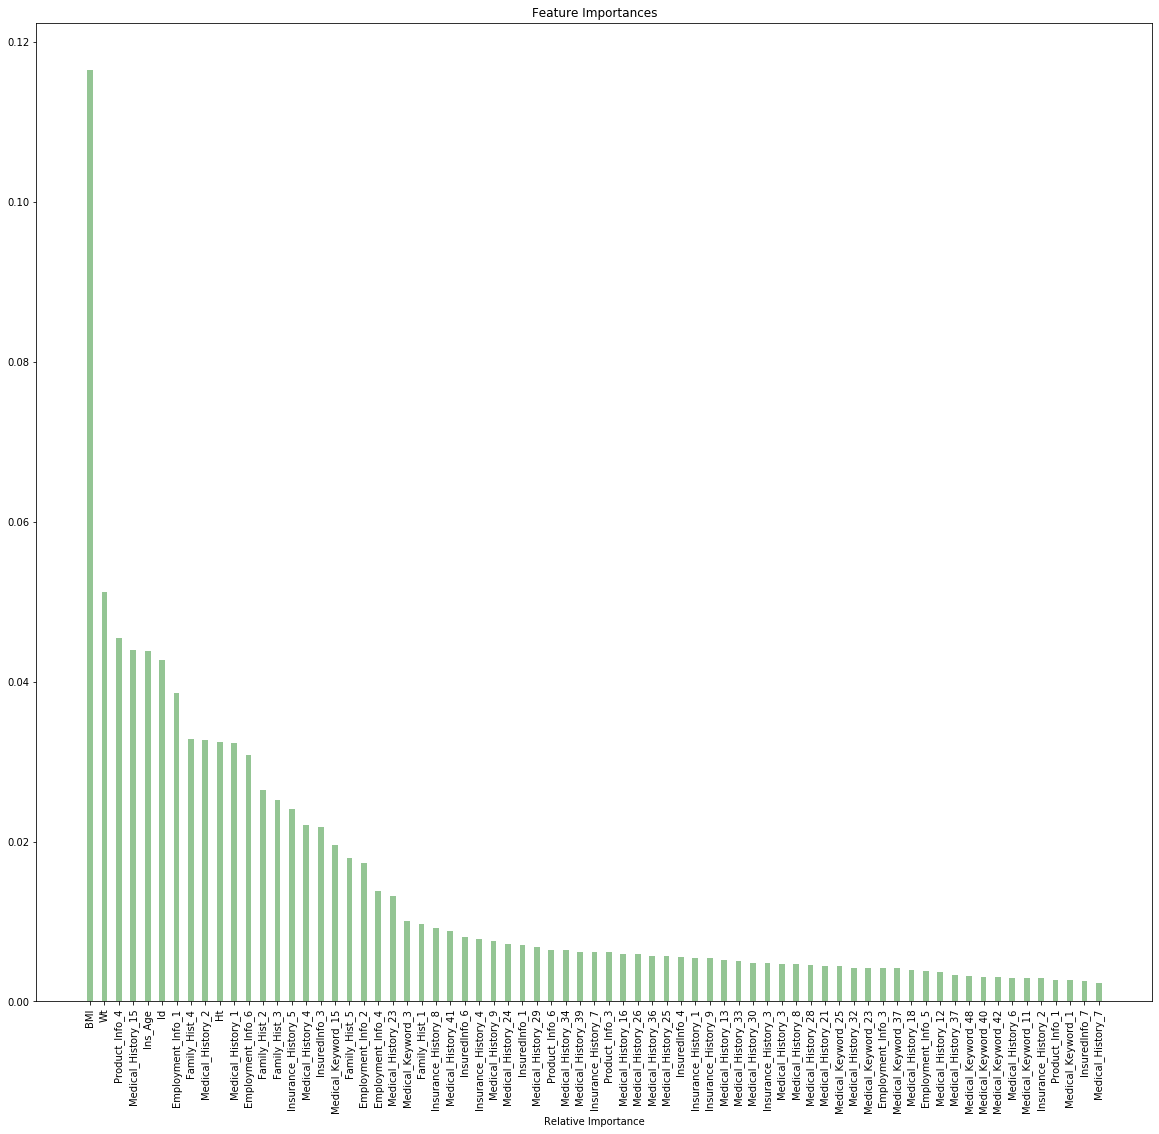 Feature Importances
0.12
0.10
0.08
0.06
0.04
0.02
0.00
BMI
Wt
Product_Info_4
Medical_History_15
Ins_Age
Id
Employment_Info_1
Family_Hist_4
Medical_History_2
Ht
Medical_History_1
Employment_Info_6
Family_Hist_2
Family_Hist_3
Insurance_History_5
Medical_History_4
InsuredInfo_3
Medical_Keyword_15
Family_Hist_5
Employment_Info_2
Employment_Info_4
Medical_History_23
Medical_Keyword_3
Family_Hist_1
Insurance_History_8
Medical_History_41
InsuredInfo_6
Insurance_History_4
Medical_History_9
Medical_History_24
InsuredInfo_1
Medical_History_29
Product_Info_6
Medical_History_34
Medical_History_39
Insurance_History_7
Product_Info_3
Medical_History_16
Medical_History_26
Medical_History_36
Medical_History_25
InsuredInfo_4
Insurance_History_1
Insurance_History_9
Medical_History_13
Medical_History_33
Medical_History_30
Insurance_History_3
Medical_History_3
Medical_History_8
Medical_History_28
Medical_History_21
Medical_Keyword_25
Medical_History_32
Medical_Keyword_23
Employment_Info_3
Medical_Keyword_37
Medical_History_18
Employment_Info_5
Medical_History_12
Medical_History_37
Medical_Keyword_48
Medical_Keyword_40
Medical_Keyword_42
Medical_History_6
Medical_Keyword_11
Insurance_History_2
Product_Info_1
Medical_Keyword_1
InsuredInfo_7
Medical_History_7
Relative Importance